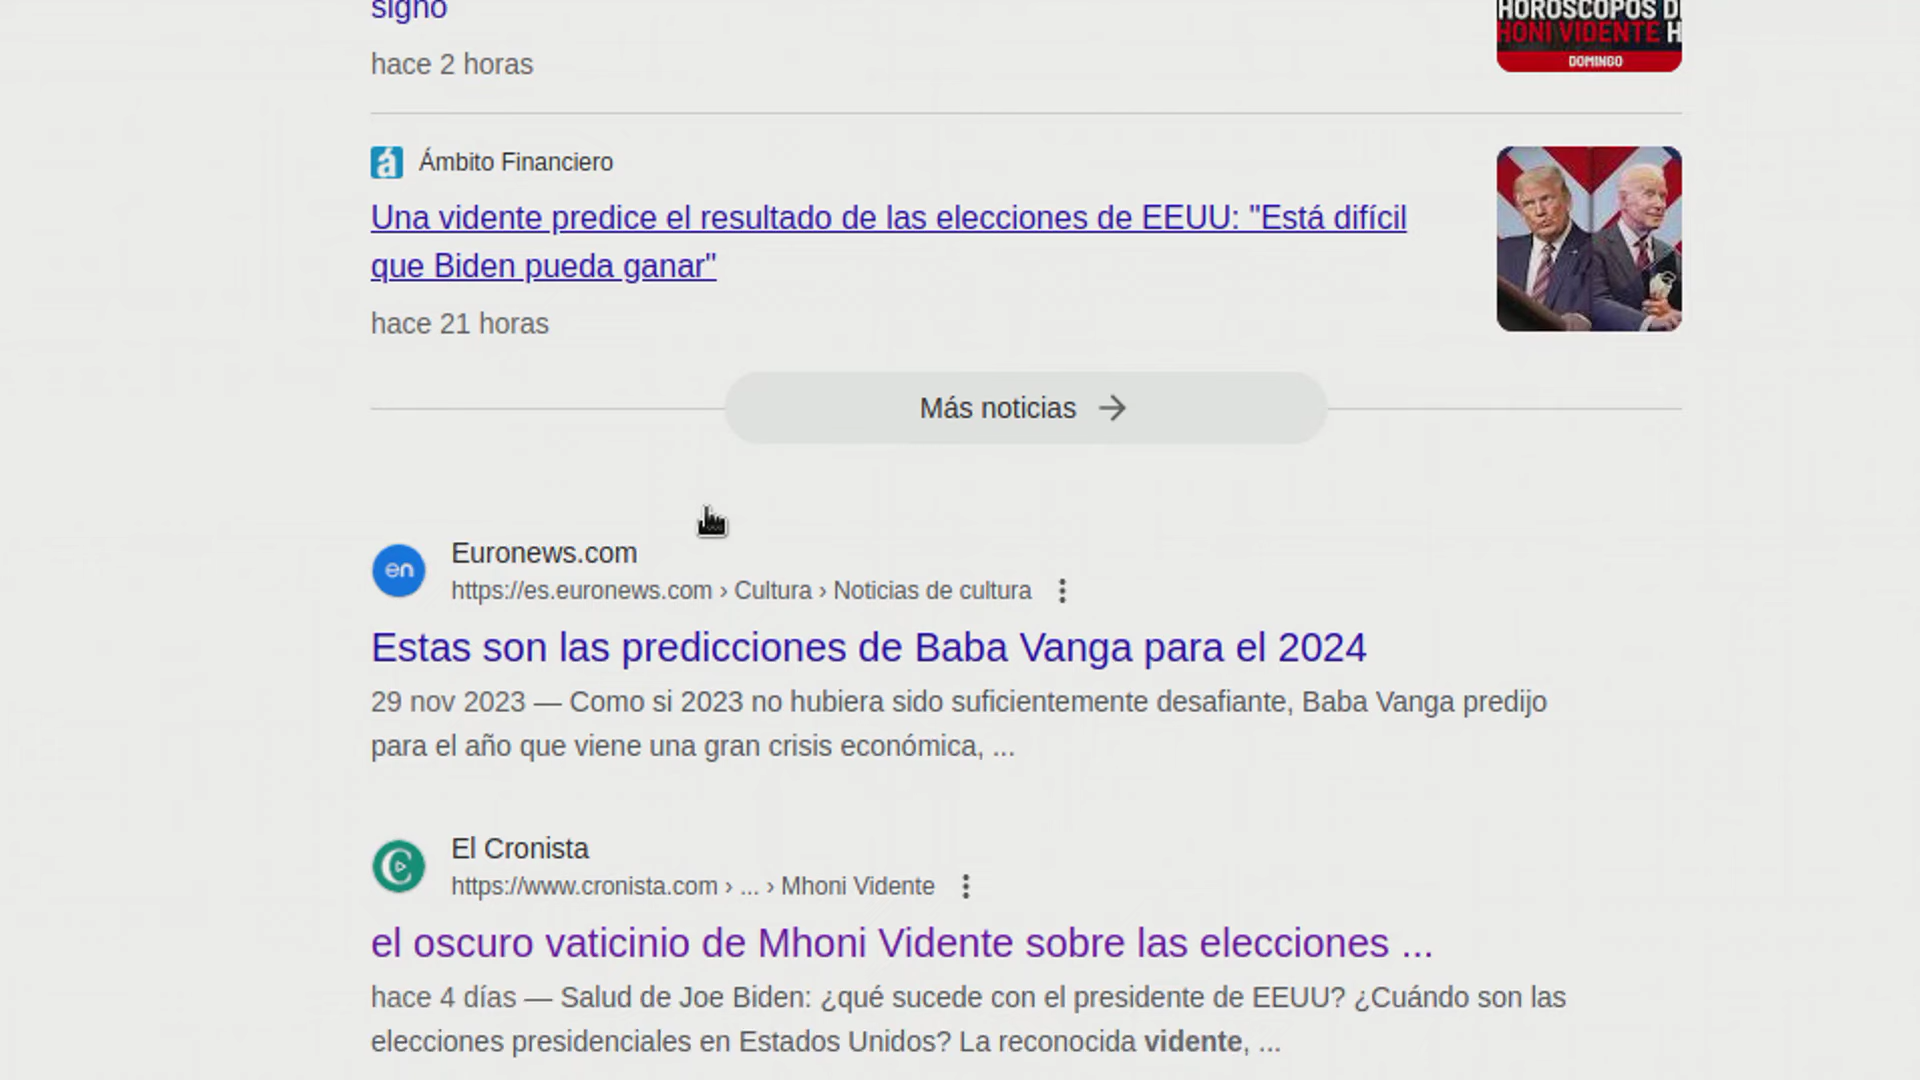 signo
hace 2 horas
HOROSCOPOS D
HONI VIDENTE H
DOMINGO
á Ámbito Financiero
Una vidente predice el resultado de las elecciones de EEUU: "Está difícil
que Biden pueda ganar"
hace 21 horas
Más noticias →
en Euronews.com
https://es.euronews.com › Cultura › Noticias de cultura
Estas son las predicciones de Baba Vanga para el 2024
29 nov 2023 — Como si 2023 no hubiera sido suficientemente desafiante, Baba Vanga predijo
para el año que viene una gran crisis económica, ...
El Cronista
https://www.cronista.com › ... › Mhoni Vidente
el oscuro vaticinio de Mhoni Vidente sobre las elecciones ...
hace 4 días — Salud de Joe Biden: ¿qué sucede con el presidente de EEUU? ¿Cuándo son las
elecciones presidenciales en Estados Unidos? La reconocida vidente, ...